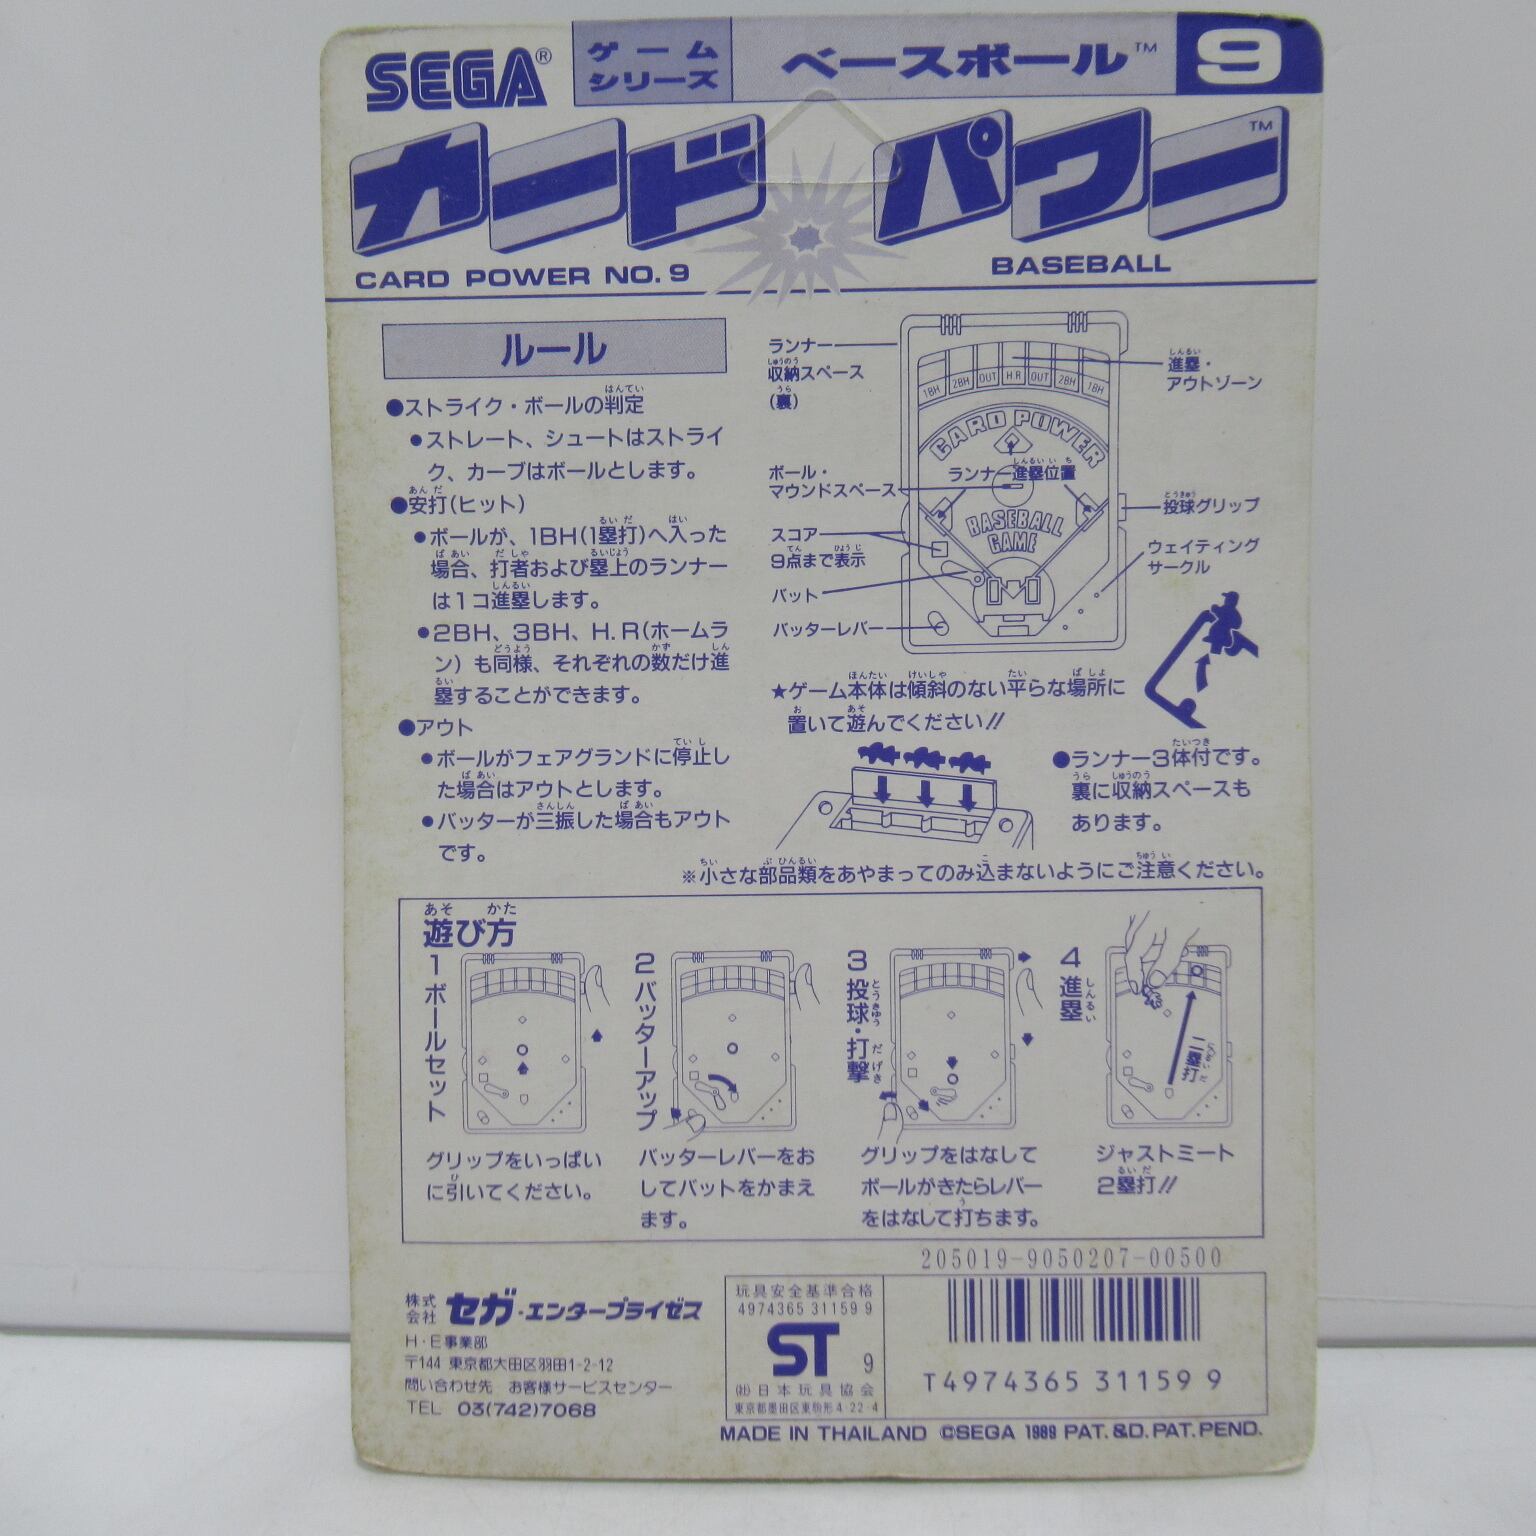 SEGA®
ゲーム
シリーズ
ベースボール™
9
カード パワー™
CARD POWER NO.9
BASEBALL
ルール
●ストライク・ボールの判定
●ストレート、シュートはストライ
ク、カーブはボールとします。
●安打(ヒット)
●ボールが、1BH(1塁打)へ入った
場合、打者および塁上のランナー
は1コ進塁します。
●2BH、3BH、H.R(ホームラ
ン)も同様、それぞれの数だけ進
塁することができます。
●アウト
●ボールがフェアグランドに停止し
た場合はアウトとします。
●バッターが三振した場合もアウト
です。
ランナー
収納スペース
(裏)
ボール・
マウンドスペース
スコア
9点まで表示
バット
バッターレバー
1BH 2BH OUT H.R OUT 2BH 1BH
CARD POWER
ランナー進塁位置
BASEBALL
GAME
進塁・
アウトゾーン
投球グリップ
ウェイティング
サークル
★ゲーム本体は傾斜のない平らな場所に
置いて遊んでください!!
●ランナー3体付です。
裏に収納スペースも
あります。
※小さな部品類をあやまってのみ込まないようにご注意ください。
遊び方
1 ボールセット
グリップをいっぱい
に引いてください。
2 バッターアップ
バッターレバーをお
してバットをかまえ
ます。
3 投球・打撃
グリップをはなして
ボールがきたらレバー
をはなして打ちます。
4 進塁
二塁打
ジャストミート
2塁打!!
205019-9050207-00500
株式会社 セガ・エンタープライゼス
H・E事業部
〒144 東京都大田区羽田1-2-12
問い合わせ先 お客様サービスセンター
TEL 03(742)7068
玩具安全基準合格
4974365 31159 9
ST 9
(社)日本玩具協会
東京都墨田区東駒形4-22-4
T4974365 31159 9
MADE IN THAILAND ©SEGA 1989 PAT.&D.PAT.PEND.